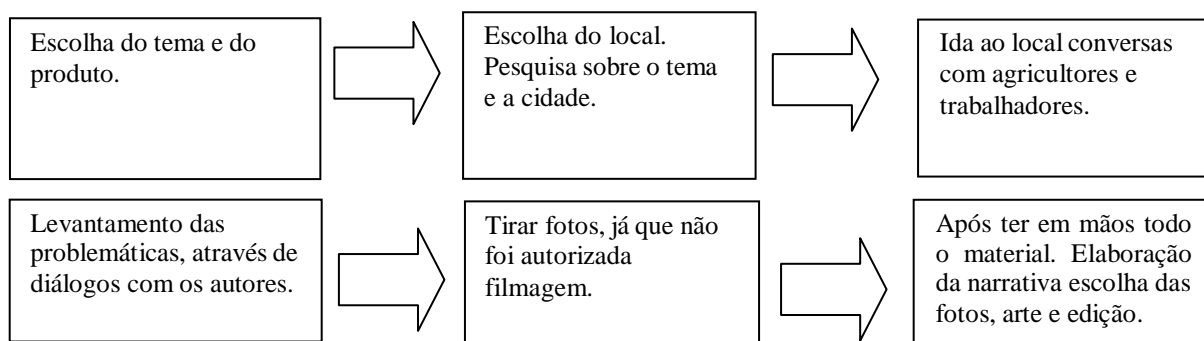 Escolha do tema e do
produto.
Escolha do local.
Pesquisa sobre o tema
e a cidade.
Ida ao local conversas
com agricultores e
trabalhadores.
Levantamento das
problemáticas, através de
diálogos com os autores.
Tirar fotos, já que não
foi autorizada
filmagem.
Após ter em mãos todo
o material. Elaboração
da narrativa escolha das
fotos, arte e edição.